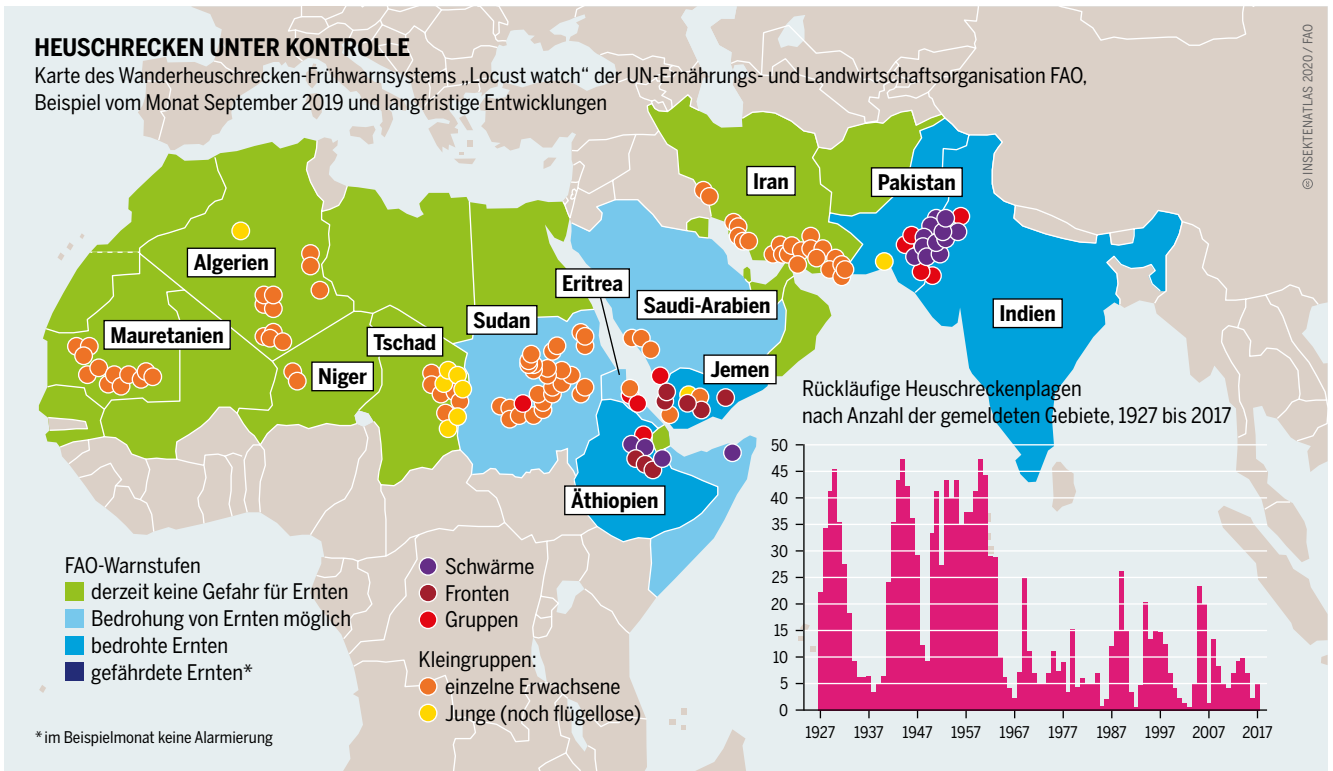 HEUSCHRECKEN UNTER KONTROLLE
Karte des Wanderheuschrecken-Frühwarnsystems „Locust watch“ der UN-Ernährungs- und Landwirtschaftsorganisation FAO,
Beispiel vom Monat September 2019 und langfristige Entwicklungen
© INSEKTENATLAS 2020 / FAO
Iran
Pakistan
Algerien
Eritrea
Saudi-Arabien
Indien
Mauretanien
Tschad
Sudan
Niger
Jemen
Äthiopien
Rückläufige Heuschreckenplagen
nach Anzahl der gemeldeten Gebiete, 1927 bis 2017
50
45
40
35
30
25
20
15
10
5
0
1927 1937 1947 1957 1967 1977 1987 1997 2007 2017
FAO-Warnstufen
derzeit keine Gefahr für Ernten
Bedrohung von Ernten möglich
bedrohte Ernten
gefährdete Ernten*
Schwärme
Fronten
Gruppen
Kleingruppen:
einzelne Erwachsene
Junge (noch flügellose)
* im Beispielmonat keine Alarmierung